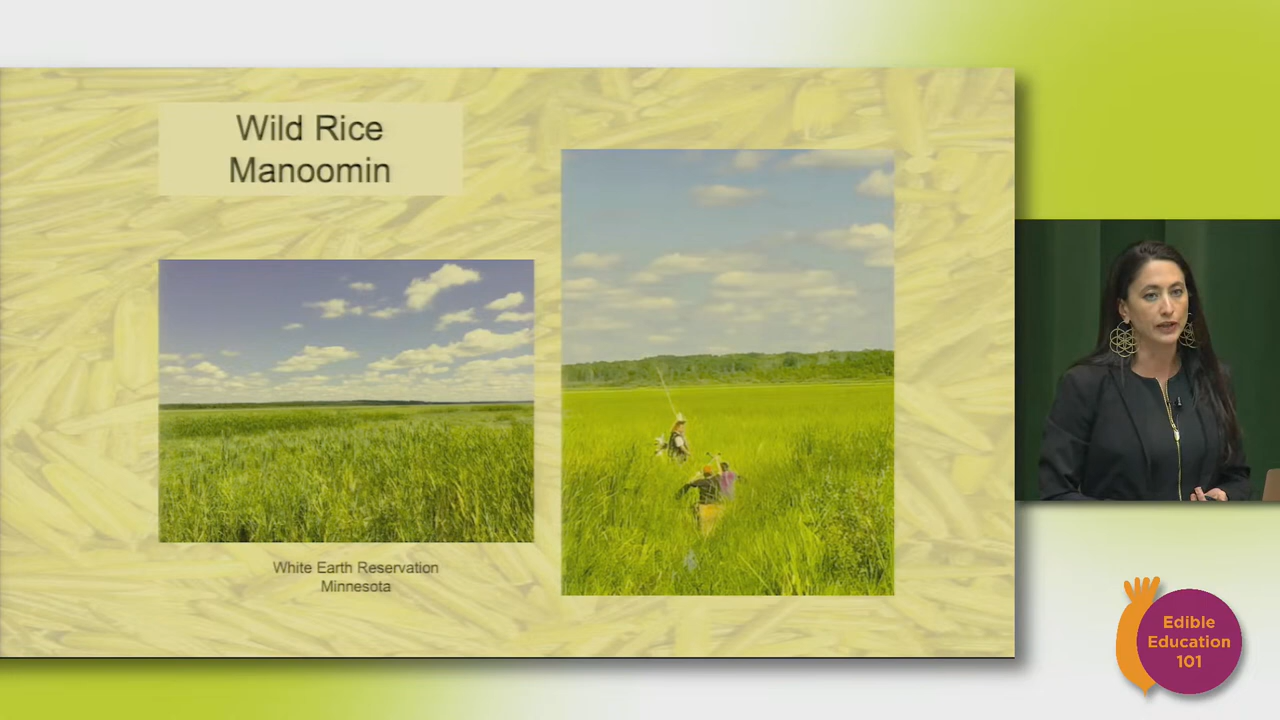 Wild Rice
Manoomin
White Earth Reservation
Minnesota
Edible
Education
101